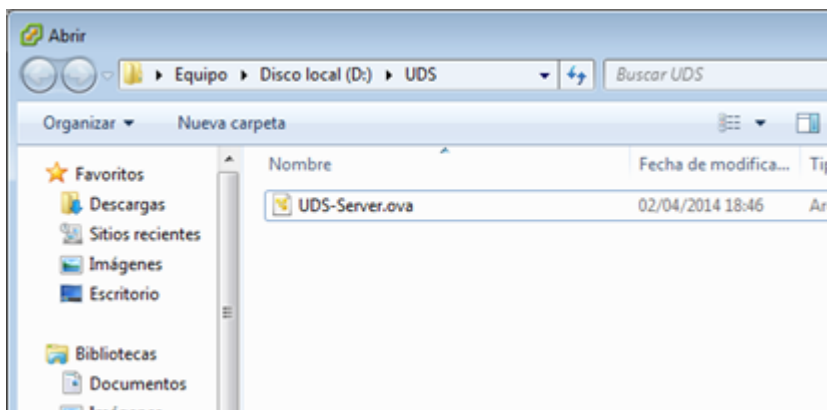 Abrir
Equipo Disco local (D:) UDS Buscar UDS
Organizar Nueva carpeta
Nombre Fecha de modifica...
Favoritos
UDS-Server.ova 02/04/2014 18:46
Descargas
Sitios recientes
Imágenes
Escritorio
Bibliotecas
Documentos